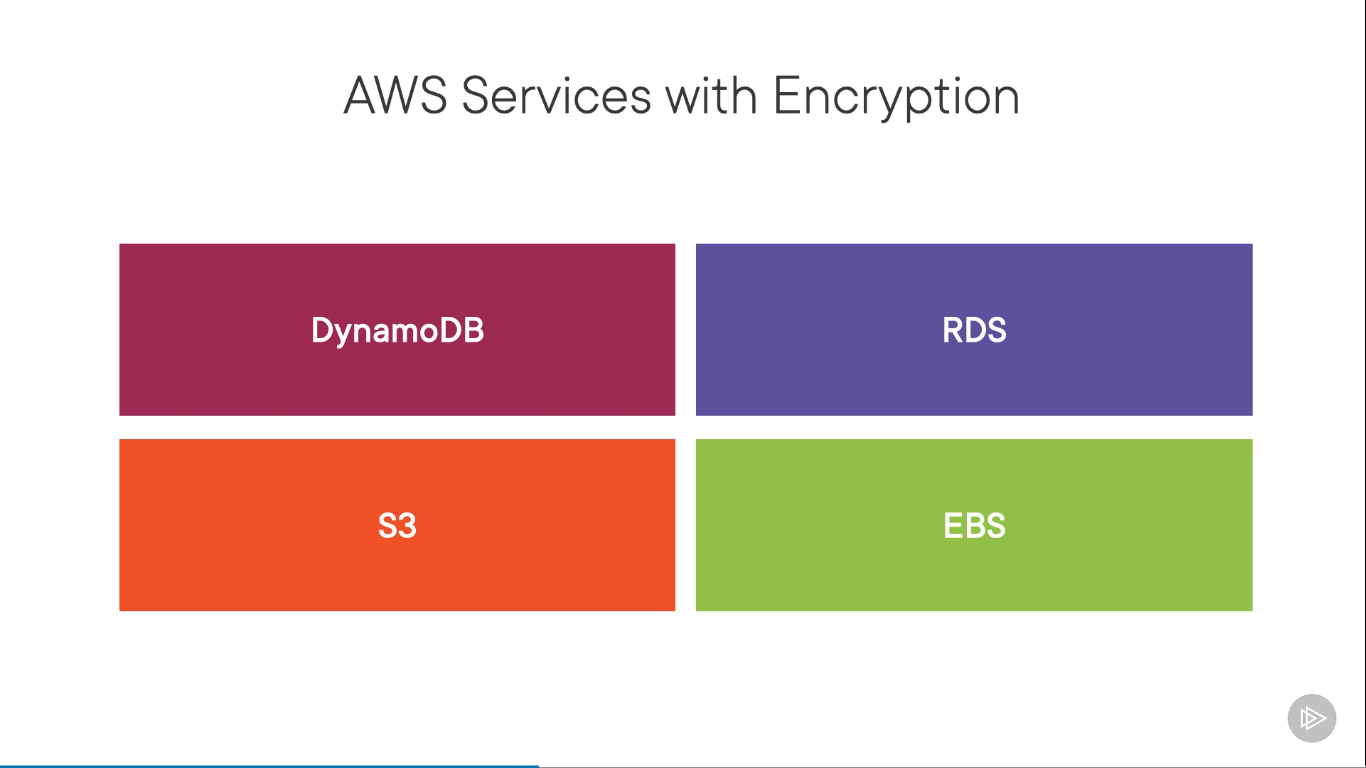 AWS Services with Encryption
DynamoDB
RDS
S3
EBS